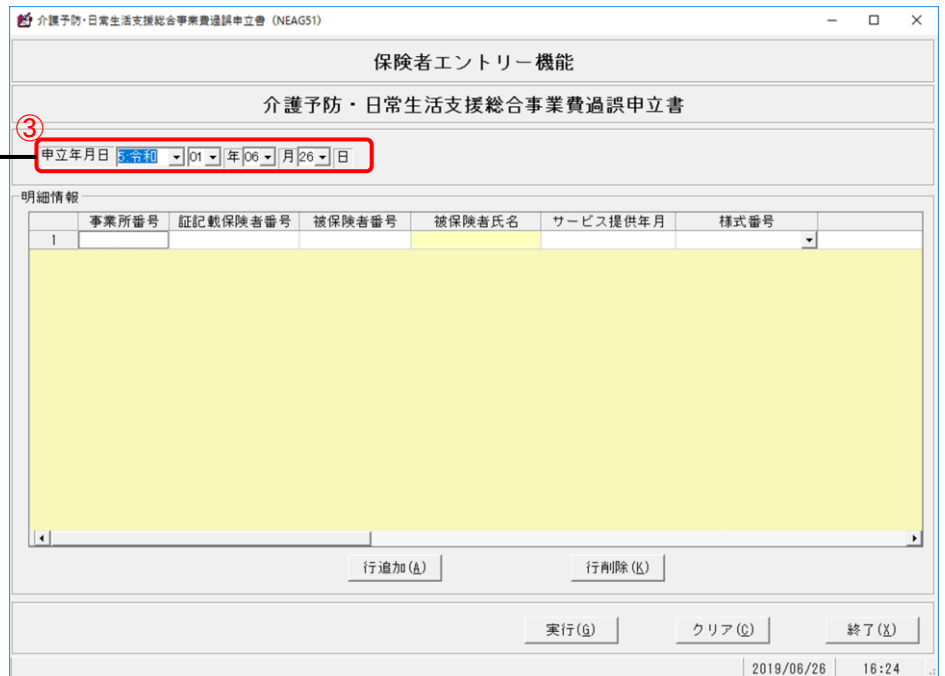 介護予防・日常生活支援総合事業費過誤申立書 (NEAG51)
保険者エントリー機能
介護予防・日常生活支援総合事業費過誤申立書
③
申立年月日 5:令和 01 年 06 月 26 日
明細情報
事業所番号 証記載保険者番号 被保険者番号 被保険者氏名 サービス提供年月 様式番号
1
行追加(A) 行削除(K)
実行(G) クリア(C) 終了(X)
2019/06/26 16:24